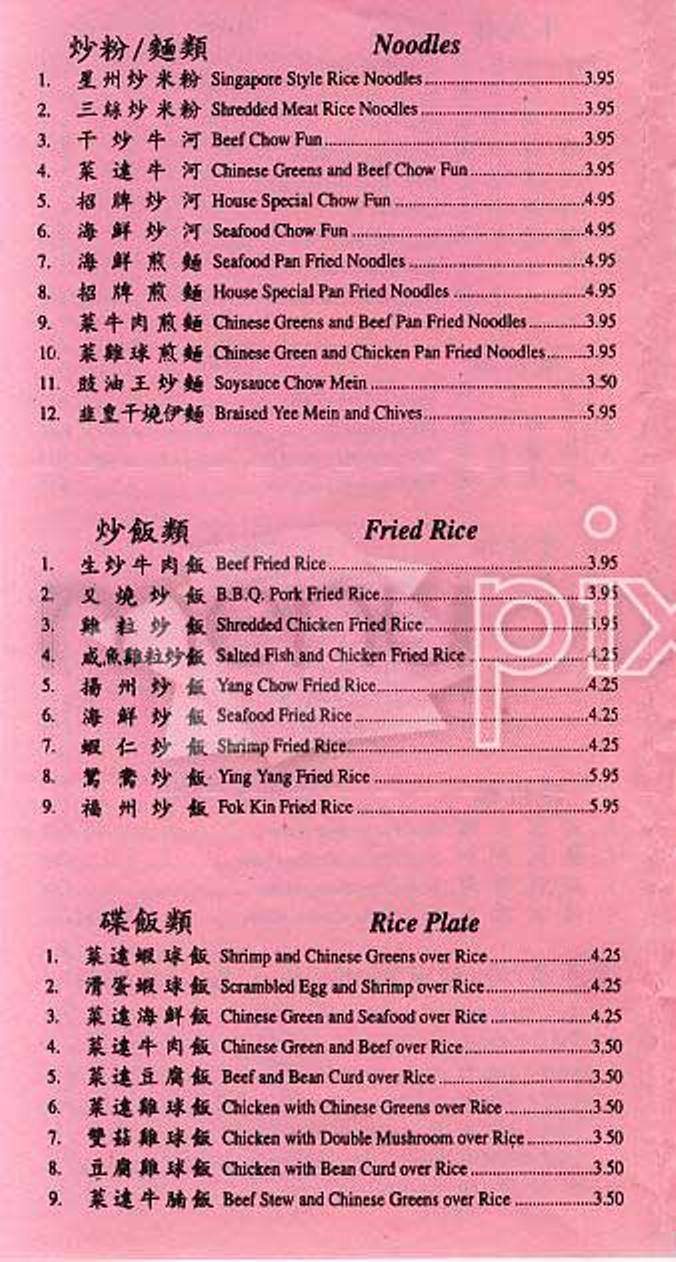 炒粉/麵類 Noodles
1. 星州炒米粉 Singapore Style Rice Noodles 3.95
2. 三絲炒米粉 Shredded Meat Rice Noodles 3.95
3. 干炒牛河 Beef Chow Fun 3.95
4. 菜遠牛河 Chinese Greens and Beef Chow Fun 3.95
5. 招牌炒河 House Special Chow Fun 4.95
6. 海鮮炒河 Seafood Chow Fun 4.95
7. 海鮮煎麵 Seafood Pan Fried Noodles 4.95
8. 招牌煎麵 House Special Pan Fried Noodles 4.95
9. 菜牛肉煎麵 Chinese Greens and Beef Pan Fried Noodles 3.95
10. 菜雞球煎麵 Chinese Green and Chicken Pan Fried Noodles 3.95
11. 豉油王炒麵 Soysauce Chow Mein 3.50
12. 韮皇干燒伊麵 Braised Yee Mein and Chives 5.95
炒飯類 Fried Rice
1. 生炒牛肉飯 Beef Fried Rice 3.95
2. 叉燒炒飯 B.B.Q. Pork Fried Rice 3.95
3. 雞粒炒飯 Shredded Chicken Fried Rice 3.95
4. 咸魚雞粒炒飯 Salted Fish and Chicken Fried Rice 4.25
5. 揚州炒飯 Yang Chow Fried Rice 4.25
6. 海鮮炒飯 Seafood Fried Rice 4.25
7. 蝦仁炒飯 Shrimp Fried Rice 4.25
8. 鴛鴦炒飯 Ying Yang Fried Rice 5.95
9. 福州炒飯 Fok Kin Fried Rice 5.95
pix
碟飯類 Rice Plate
1. 菜遠蝦球飯 Shrimp and Chinese Greens over Rice 4.25
2. 滑蛋蝦球飯 Scrambled Egg and Shrimp over Rice 4.25
3. 菜遠海鮮飯 Chinese Green and Seafood over Rice 4.25
4. 菜遠牛肉飯 Chinese Green and Beef over Rice 3.50
5. 菜遠豆腐飯 Beef and Bean Curd over Rice 3.50
6. 菜遠雞球飯 Chicken with Chinese Greens over Rice 3.50
7. 雙菇雞球飯 Chicken with Double Mushroom over Rice 3.50
8. 豆腐雞球飯 Chicken with Bean Curd over Rice 3.50
9. 菜遠牛腩飯 Beef Stew and Chinese Greens over Rice 3.50